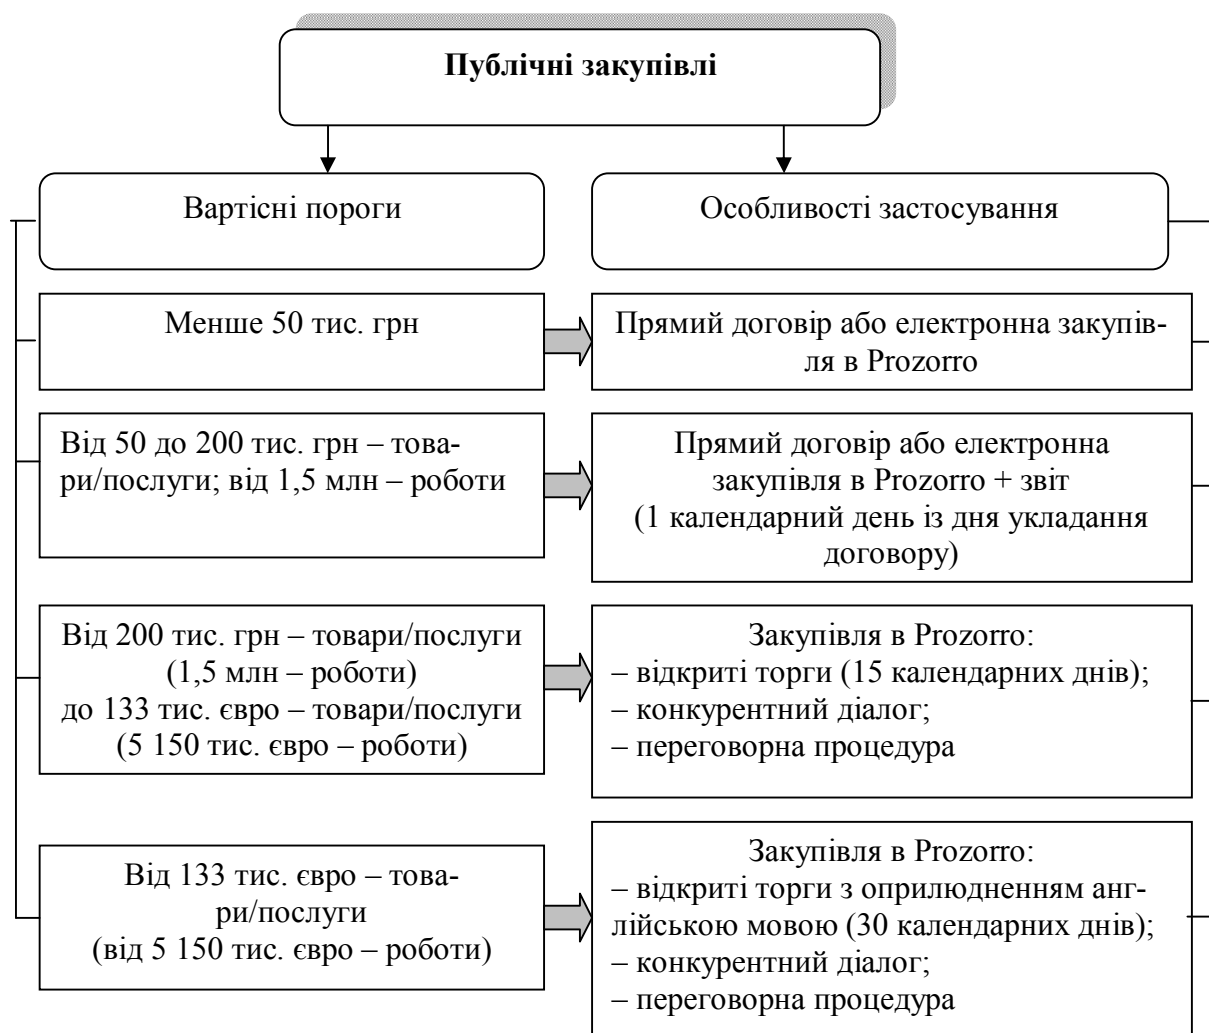 Публічні закупівлі
Вартісні пороги
Особливості застосування
Менше 50 тис. грн
Прямий договір або електронна закупів-
ля в Prozorro
Від 50 до 200 тис. грн – това-
ри/послуги; від 1,5 млн – роботи
Прямий договір або електронна
закупівля в Prozorro + звіт
(1 календарний день із дня укладання
договору)
Від 200 тис. грн – товари/послуги
(1,5 млн – роботи)
до 133 тис. євро – товари/послуги
(5 150 тис. євро – роботи)
Закупівля в Prozorro:
– відкриті торги (15 календарних днів);
– конкурентний діалог;
– переговорна процедура
Від 133 тис. євро – това-
ри/послуги
(від 5 150 тис. євро – роботи)
Закупівля в Prozorro:
– відкриті торги з оприлюдненням анг-
лійською мовою (30 календарних днів);
– конкурентний діалог;
– переговорна процедура